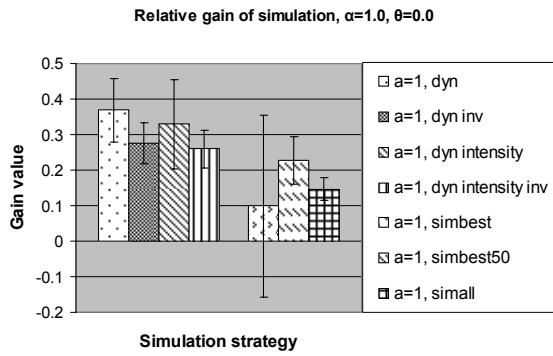 Relative gain of simulation, α=1.0, θ=0.0
0.5
0.4
0.3
0.2
0.1
0
-0.1
-0.2
Gain value
Simulation strategy
a=1, dyn
a=1, dyn inv
a=1, dyn intensity
a=1, dyn intensity inv
a=1, simbest
a=1, simbest50
a=1, simall